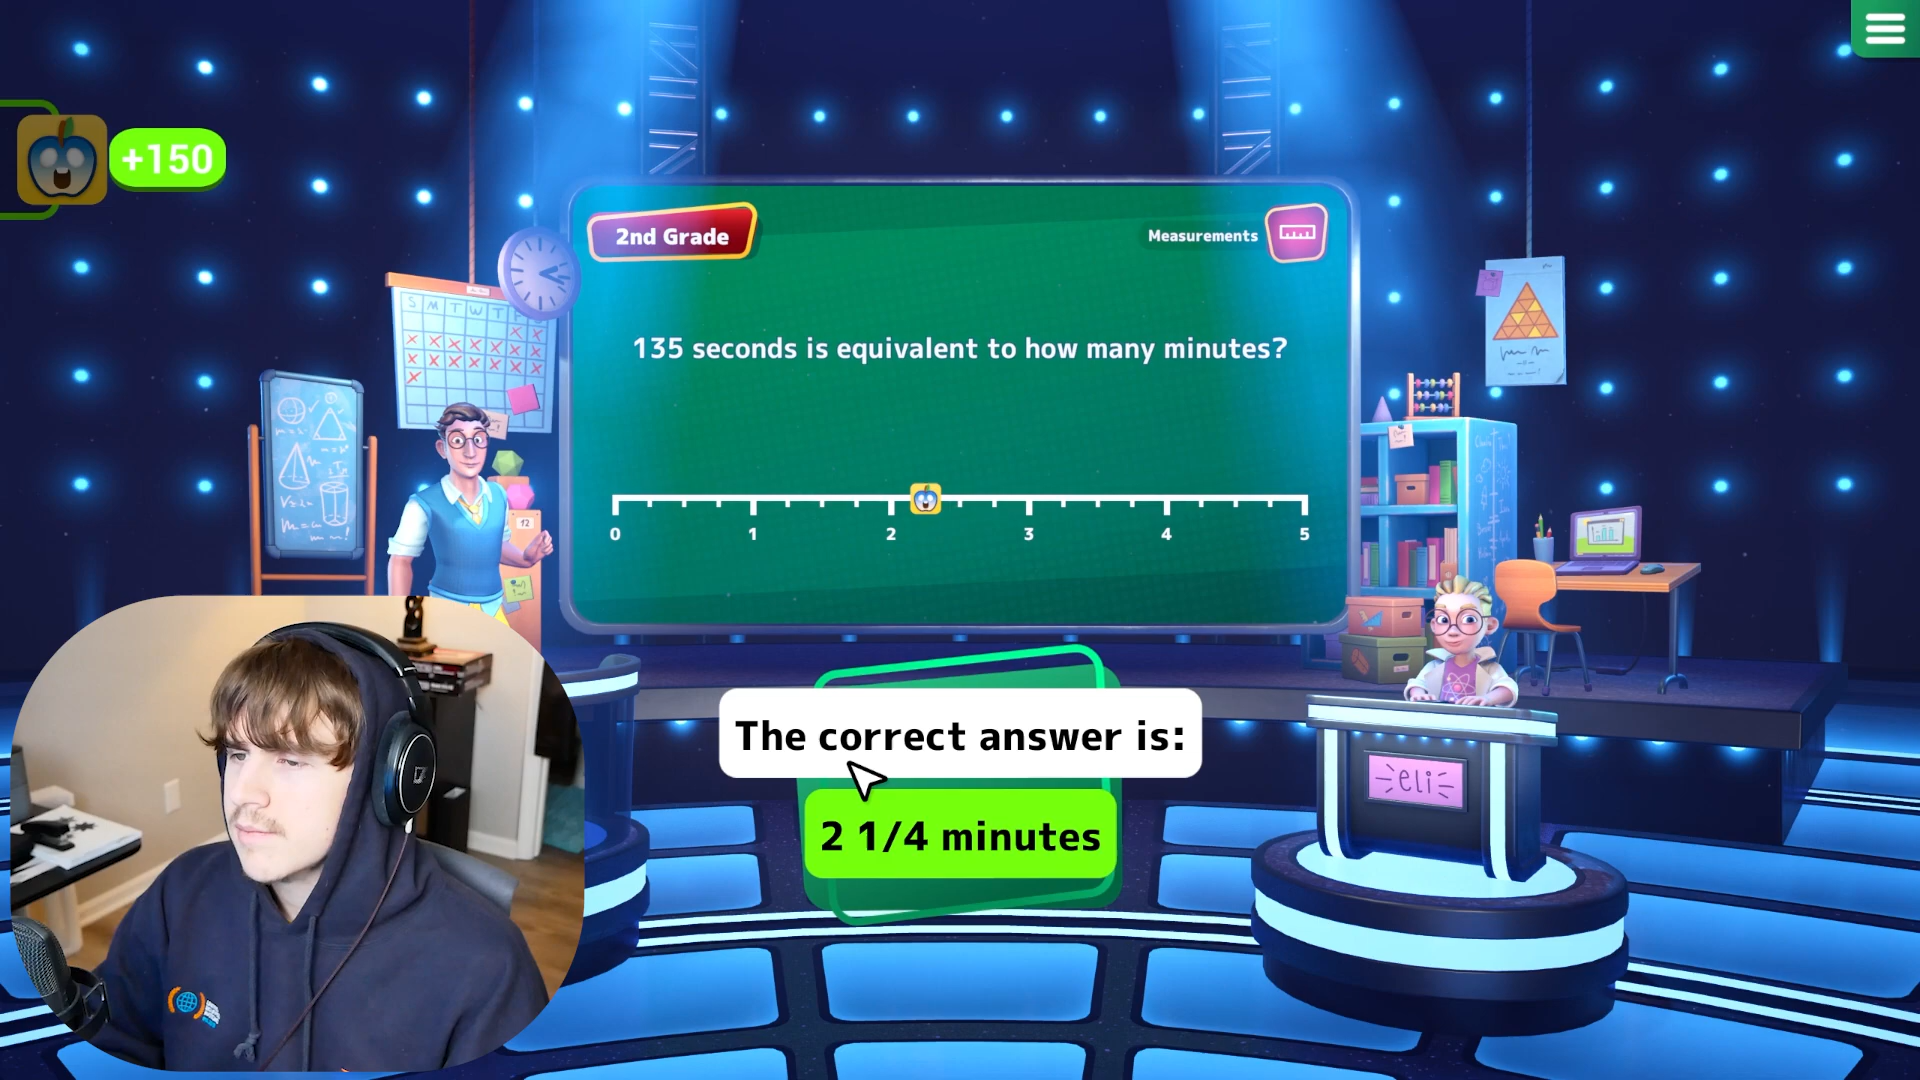 +150
2nd Grade
Measurements
135 seconds is equivalent to how many minutes?
0 1 2 3 4 5
S M T W T F
12
The correct answer is:
2 1/4 minutes
eli